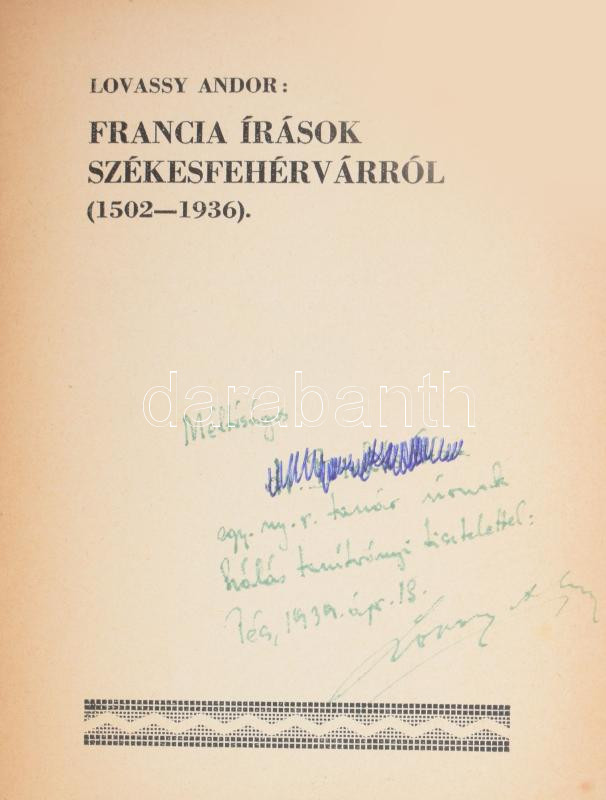 LOVASSY ANDOR:
FRANCIA ÍRÁSOK
SZÉKESFEHÉRVÁRRÓL
(1502—1936).
darabanth
Méltóságos
egy. ny. r. tanár úrnak
hálás tanítványi tisztelettel:
Pécs, 1939. ápr. 18.